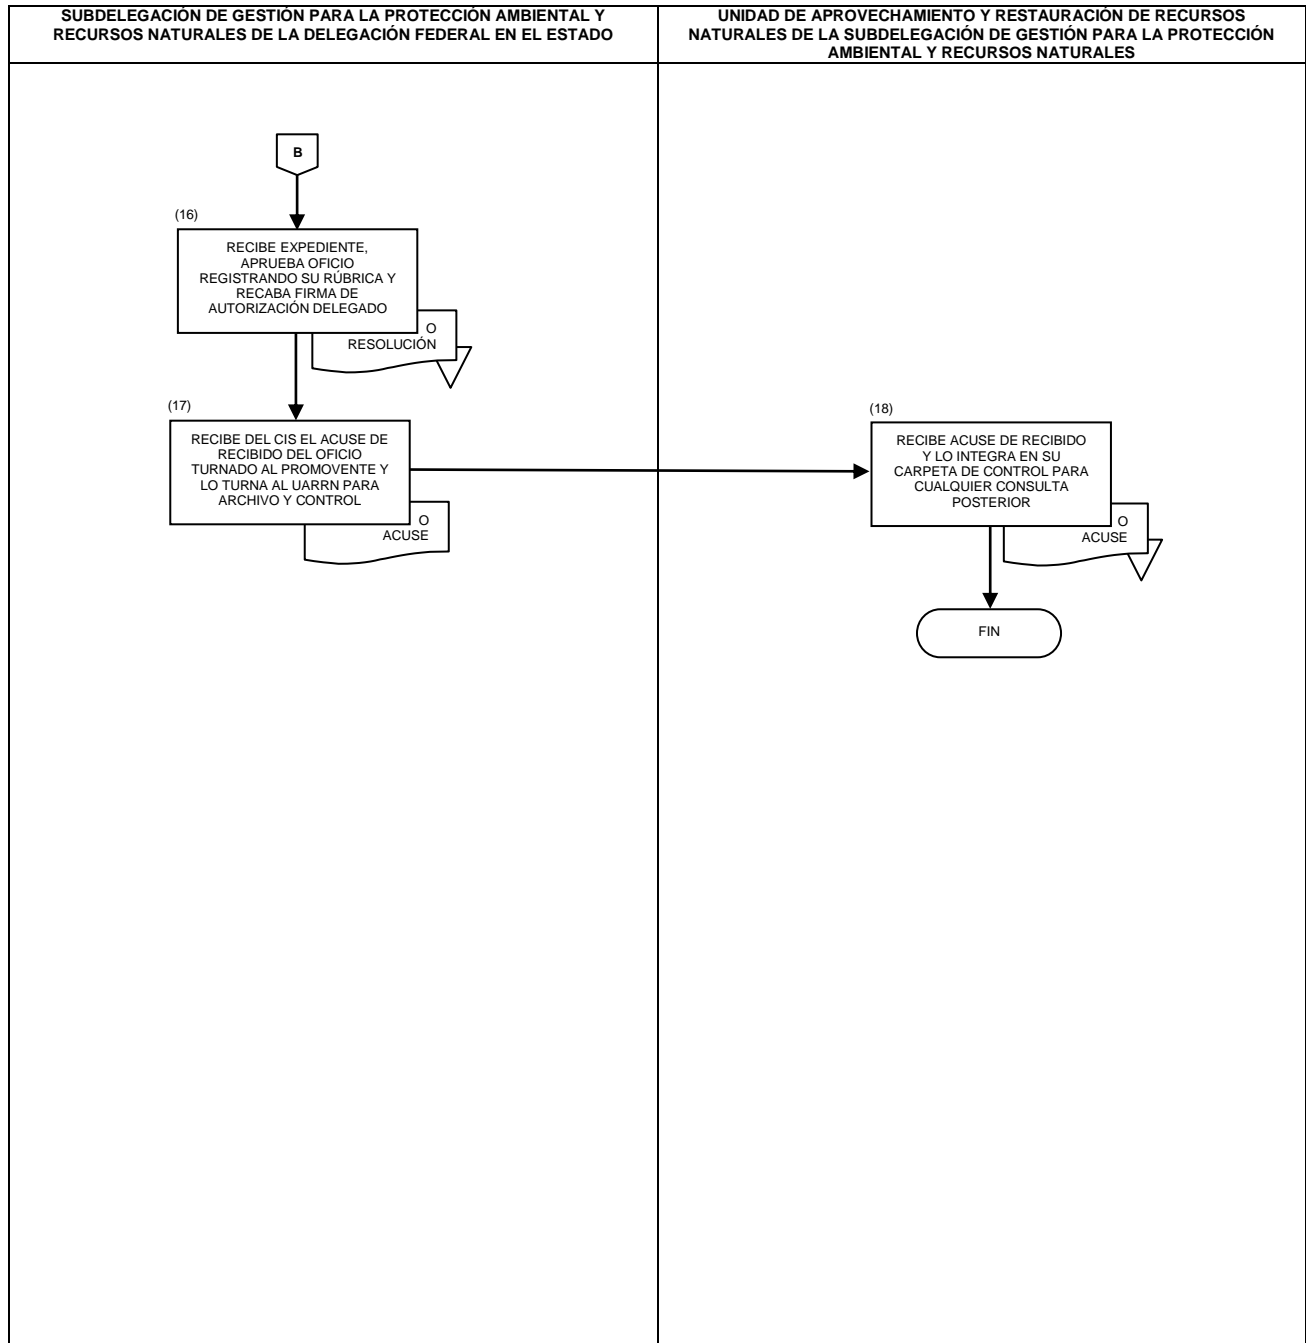 SUBDELEGACIÓN DE GESTIÓN PARA LA PROTECCIÓN AMBIENTAL Y
RECURSOS NATURALES DE LA DELEGACIÓN FEDERAL EN EL ESTADO
UNIDAD DE APROVECHAMIENTO Y RESTAURACIÓN DE RECURSOS
NATURALES DE LA SUBDELEGACIÓN DE GESTIÓN PARA LA PROTECCIÓN
AMBIENTAL Y RECURSOS NATURALES
B
(16)
RECIBE EXPEDIENTE,
APRUEBA OFICIO
REGISTRANDO SU RÚBRICA Y
RECABA FIRMA DE
AUTORIZACIÓN DELEGADO
O
RESOLUCIÓN
(17)
RECIBE DEL CIS EL ACUSE DE
RECIBIDO DEL OFICIO
TURNADO AL PROMOVENTE Y
LO TURNA AL UARRN PARA
ARCHIVO Y CONTROL
O
ACUSE
(18)
RECIBE ACUSE DE RECIBIDO
Y LO INTEGRA EN SU
CARPETA DE CONTROL PARA
CUALQUIER CONSULTA
POSTERIOR
O
ACUSE
FIN